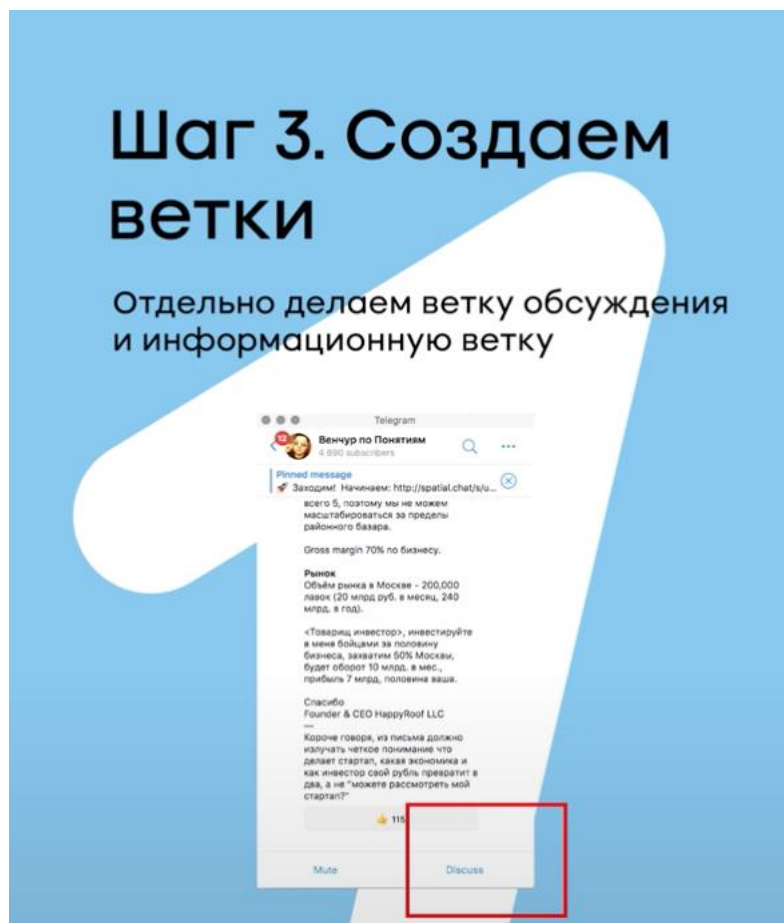 Шаг 3. Создаем
ветки
Отдельно делаем ветку обсуждения
и информационную ветку
Telegram
12
Венчур по Понятиям
4 890 subscribers
Pinned message
🚀 Заходим! Начинаем: http://spatial.chat/s/u...
всего 5, поэтому мы не можем
масштабироваться за пределы
районного базара.
Gross margin 70% по бизнесу.
Рынок
Объём рынка в Москве - 200,000
лавок (20 млрд руб. в месяц, 240
млрд. в год).
<Товарищ инвестор>, инвестируйте
в меня бойцами за половину
бизнеса, захватим 50% Москвы,
будет оборот 10 млрд. в мес.,
прибыль 7 млрд, половина ваша.
Спасибо
Founder & CEO HappyRoof LLC
—
Короче говоря, из письма должно
излучать четкое понимание что
делает стартап, какая экономика и
как инвестор свой рубль превратит в
два, а не "можете рассмотреть мой
стартап?"
👍 115
Mute
Discuss